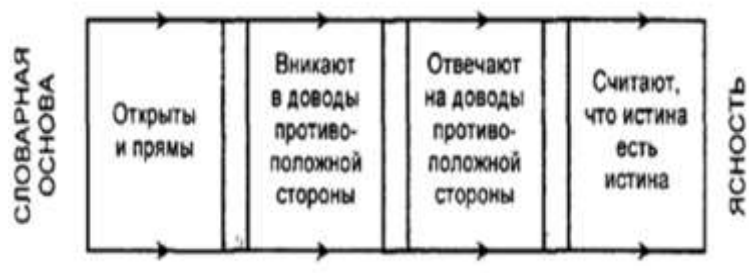 СЛОВАРНАЯ
ОСНОВА
Открыты
и прямы
Вникают
в доводы
противо-
положной
стороны
Отвечают
на доводы
противо-
положной
стороны
Считают,
что истина
есть
истина
ЯСНОСТЬ